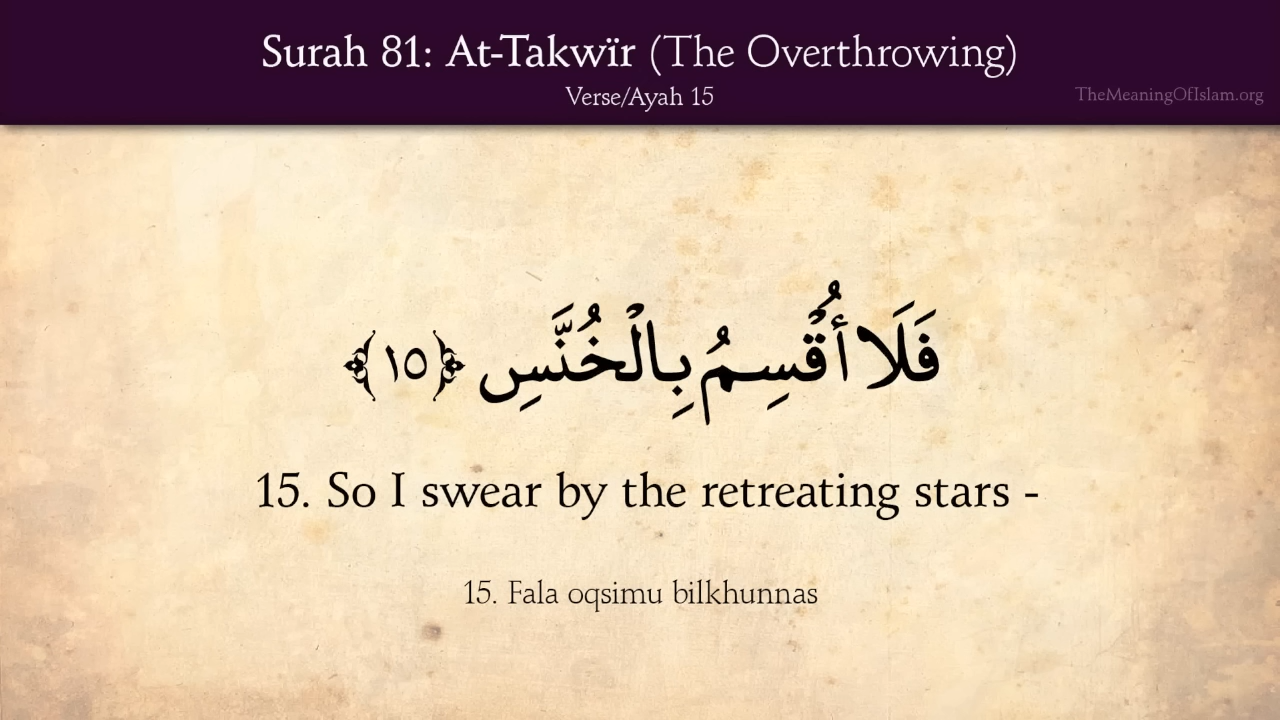 Surah 81: At-Takwïr (The Overthrowing)
Verse/Ayah 15
TheMeaningOfIslam.org
فَلَا أُقْسِمُ بِالْخُنَّسِ ﴿١٥﴾
15. So I swear by the retreating stars -
15. Fala oqsimu bilkhunnas